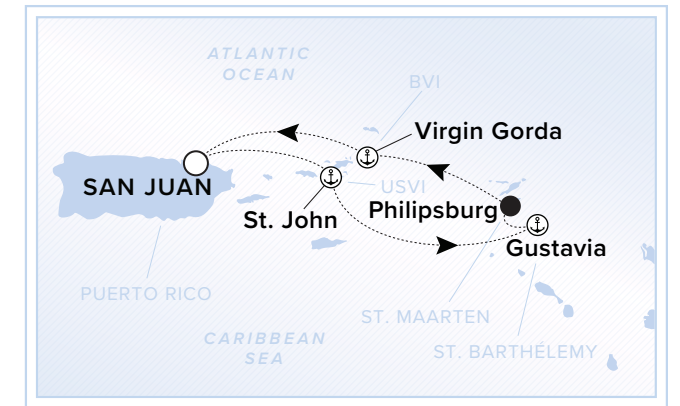 ATLANTIC
OCEAN
BVI
Virgin Gorda
SAN JUAN
USVI
St. John
Philipsburg
Gustavia
PUERTO RICO
ST. MAARTEN
CARIBBEAN
SEA
ST. BARTHÉLEMY